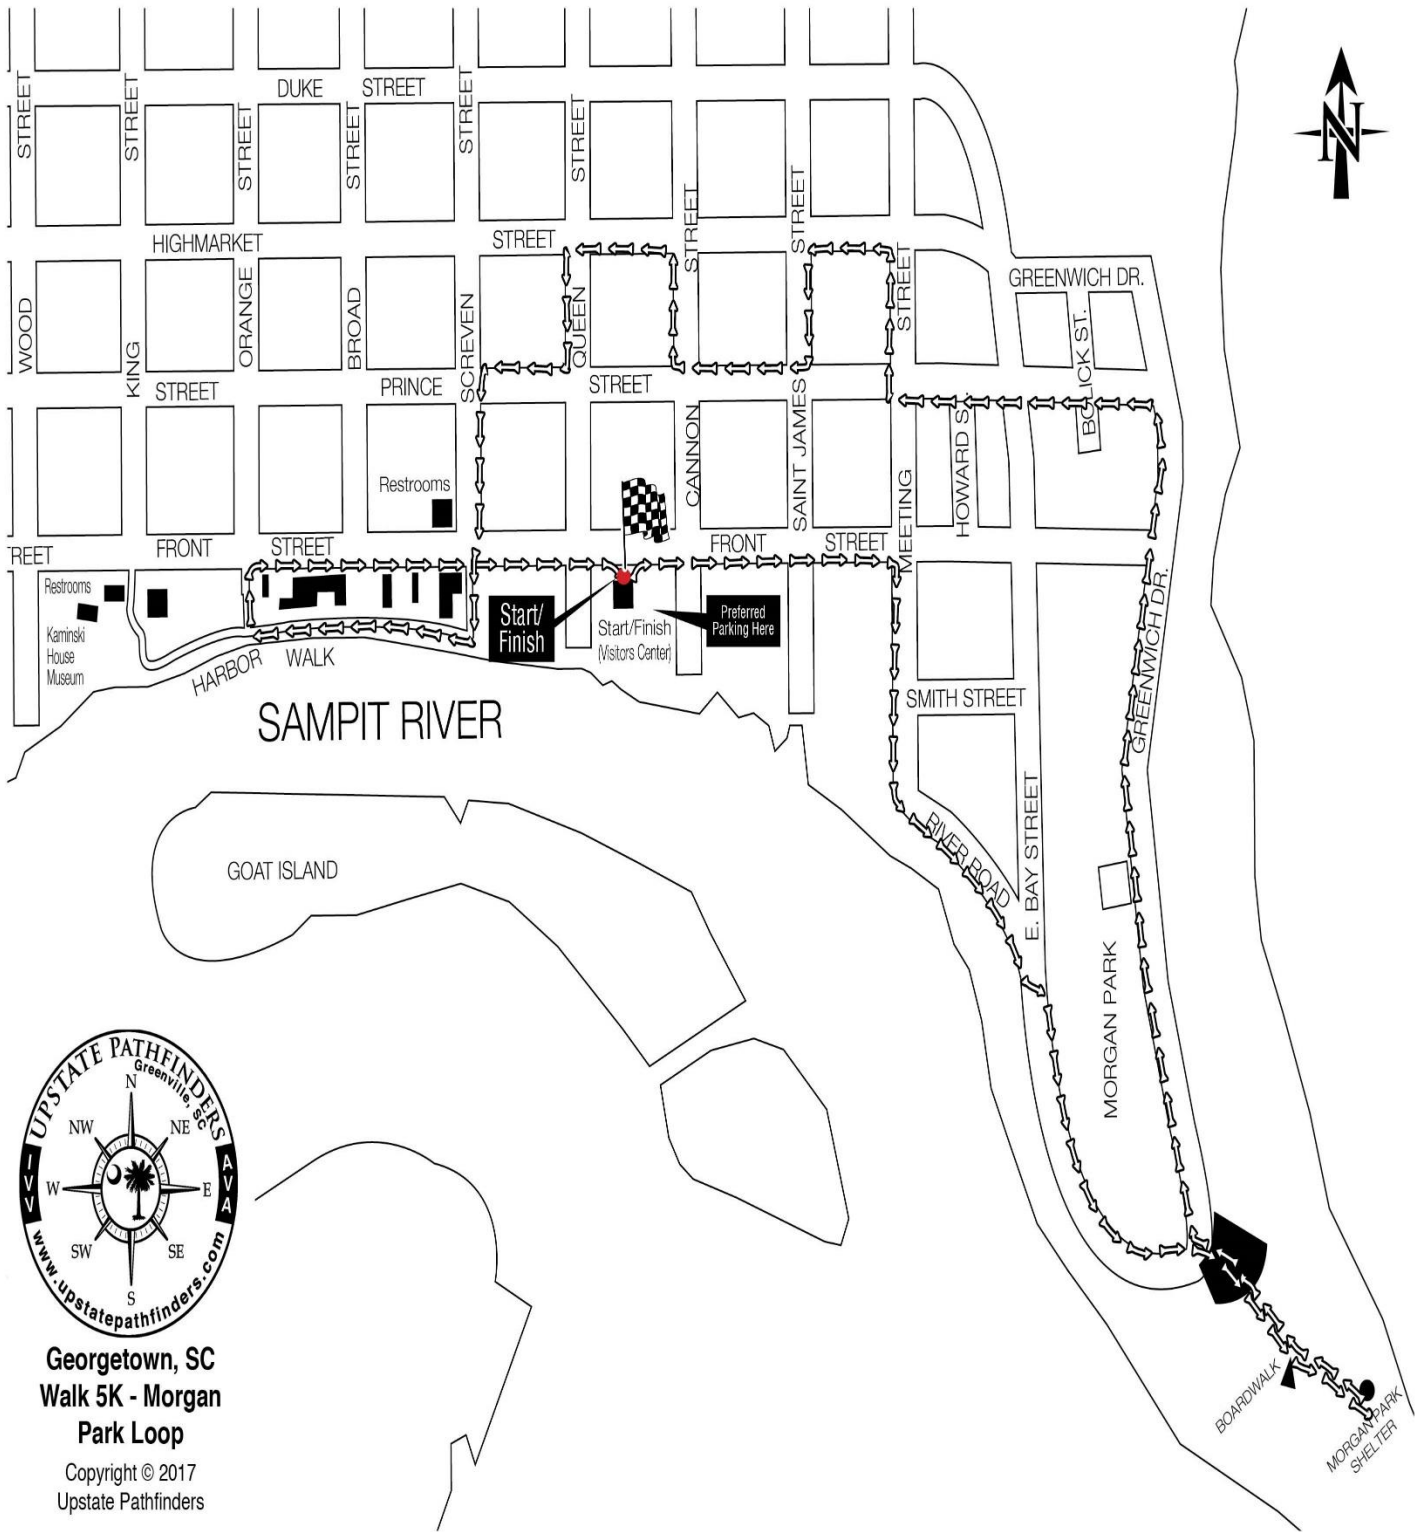 DUKE STREET
STREET
STREET
STREET
STREET
STREET
STREET
STREET
STREET
STREET
HIGHMARKET STREET
N
GREENWICH DR.
WOOD
KING
ORANGE
BROAD
SCREVEN
QUEEN
CANNON
SAINT JAMES
MEETING
HOWARD S
BO LICK ST.
STREET PRINCE STREET
Restrooms
REET FRONT STREET FRONT STREET
Restrooms
Kaminski
House
Museum
Start/
Finish
Start/Finish
(Visitors Center)
Preferred
Parking Here
HARBOR WALK
SAMPIT RIVER
SMITH STREET
GREENWICH DR.
RIVER ROAD
E. BAY STREET
GOAT ISLAND
MORGAN PARK
BOARDWALK
MORGAN PARK
SHELTER
UPSTATE PATHFINDERS
Greenville, SC
IVV
AVA
N
NW NE
W E
SW SE
S
www.upstatepathfinders.com
Georgetown, SC
Walk 5K - Morgan
Park Loop
Copyright © 2017
Upstate Pathfinders